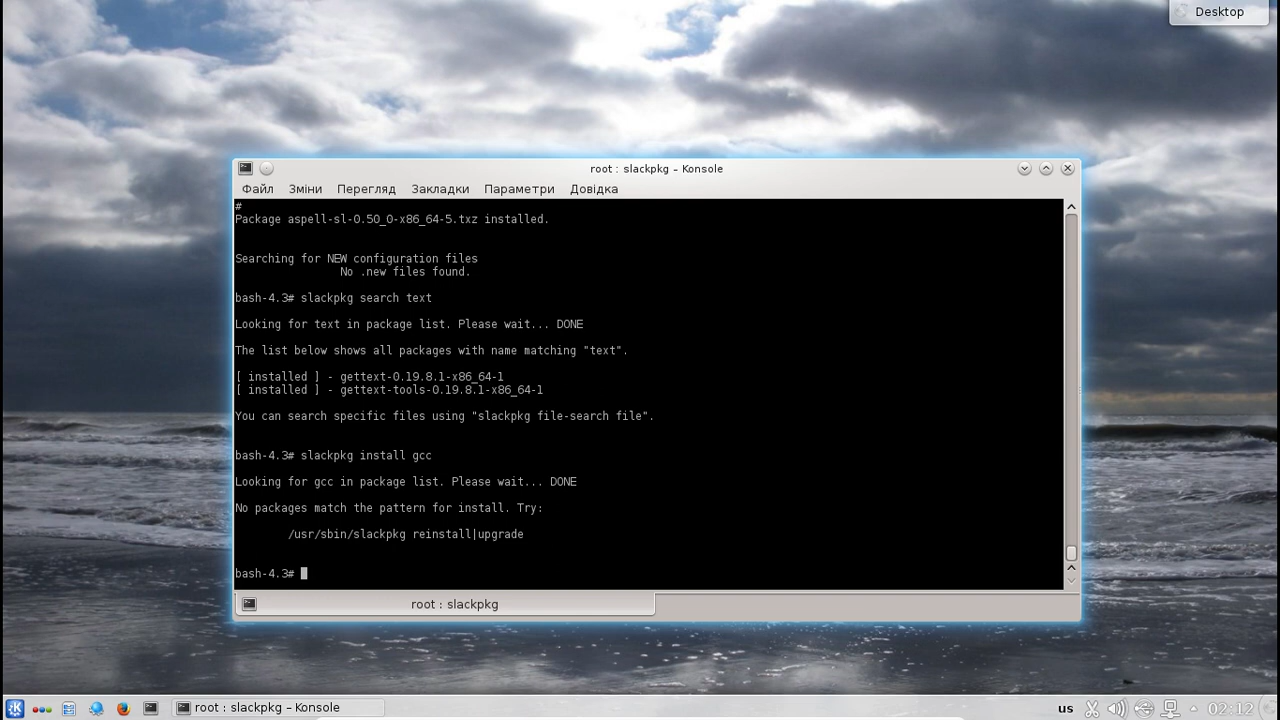 Desktop
root : slackpkg – Konsole
Файл Зміни Перегляд Закладки Параметри Довідка
#
Package aspell-sl-0.50_0-x86_64-5.txz installed.
Searching for NEW configuration files
No .new files found.
bash-4.3# slackpkg search text
Looking for text in package list. Please wait... DONE
The list below shows all packages with name matching "text".
[ installed ] - gettext-0.19.8.1-x86_64-1
[ installed ] - gettext-tools-0.19.8.1-x86_64-1
You can search specific files using "slackpkg file-search file".
bash-4.3# slackpkg install gcc
Looking for gcc in package list. Please wait... DONE
No packages match the pattern for install. Try:
/usr/sbin/slackpkg reinstall|upgrade
bash-4.3#
root : slackpkg
root : slackpkg – Konsole us 02:12